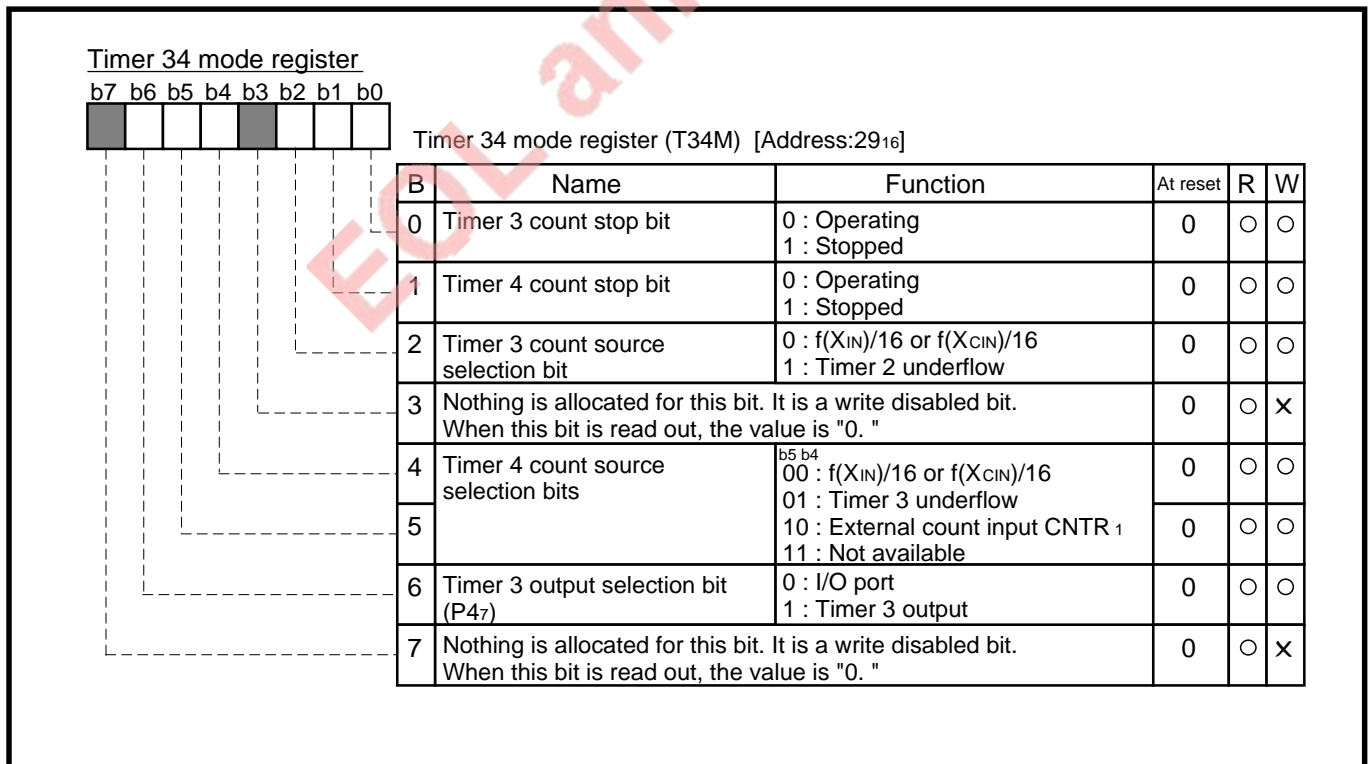 EOL an
Timer 34 mode register
b7 b6 b5 b4 b3 b2 b1 b0
Timer 34 mode register (T34M) [Address:2916]
B Name Function At reset R W
0 Timer 3 count stop bit 0 : Operating 0 ○ ○
1 : Stopped
1 Timer 4 count stop bit 0 : Operating 0 ○ ○
1 : Stopped
2 Timer 3 count source 0 : f(XIN)/16 or f(XCIN)/16 0 ○ ○
selection bit 1 : Timer 2 underflow
3 Nothing is allocated for this bit. It is a write disabled bit. 0 ○ ×
When this bit is read out, the value is "0. "
4 Timer 4 count source b5 b4 0 ○ ○
selection bits 00 : f(XIN)/16 or f(XCIN)/16
01 : Timer 3 underflow
5 10 : External count input CNTR 1 0 ○ ○
11 : Not available
6 Timer 3 output selection bit 0 : I/O port 0 ○ ○
(P47) 1 : Timer 3 output
7 Nothing is allocated for this bit. It is a write disabled bit. 0 ○ ×
When this bit is read out, the value is "0. "